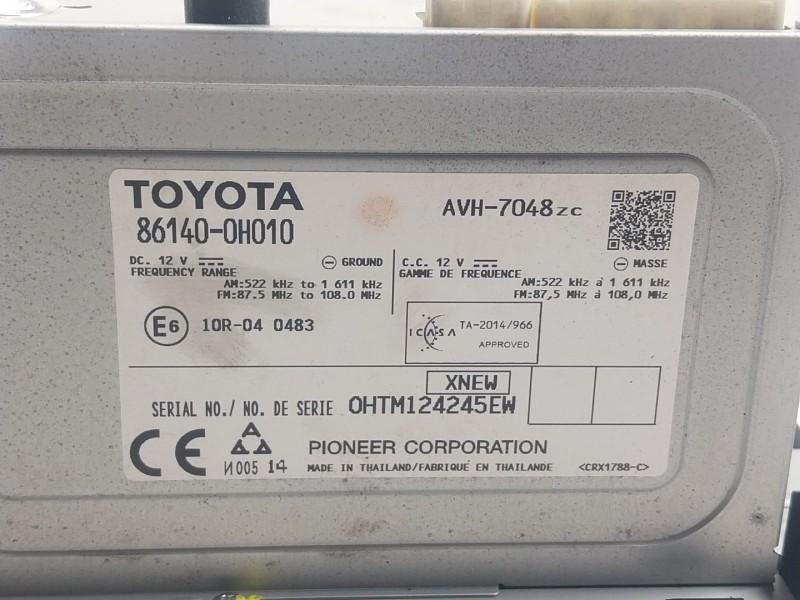 TOYOTA
86140-0H010
AVH-7048zc
DC. 12 V
⊖ GROUND
FREQUENCY RANGE
AM:522 kHz to 1 611 kHz
FM:87.5 MHz to 108.0 MHz
C.C. 12 V
⊖ MASSE
GAMME DE FREQUENCE
AM:522 kHz à 1 611 kHz
FM:87,5 MHz à 108,0 MHz
E6 10R-04 0483
ICASA TA-2014/966
APPROVED
XNEW
SERIAL NO./ NO. DE SERIE 0HTM124245EW
CE
И005 14
PIONEER CORPORATION
MADE IN THAILAND/FABRIQUÉ EN THAILANDE
<CRX1788-C>